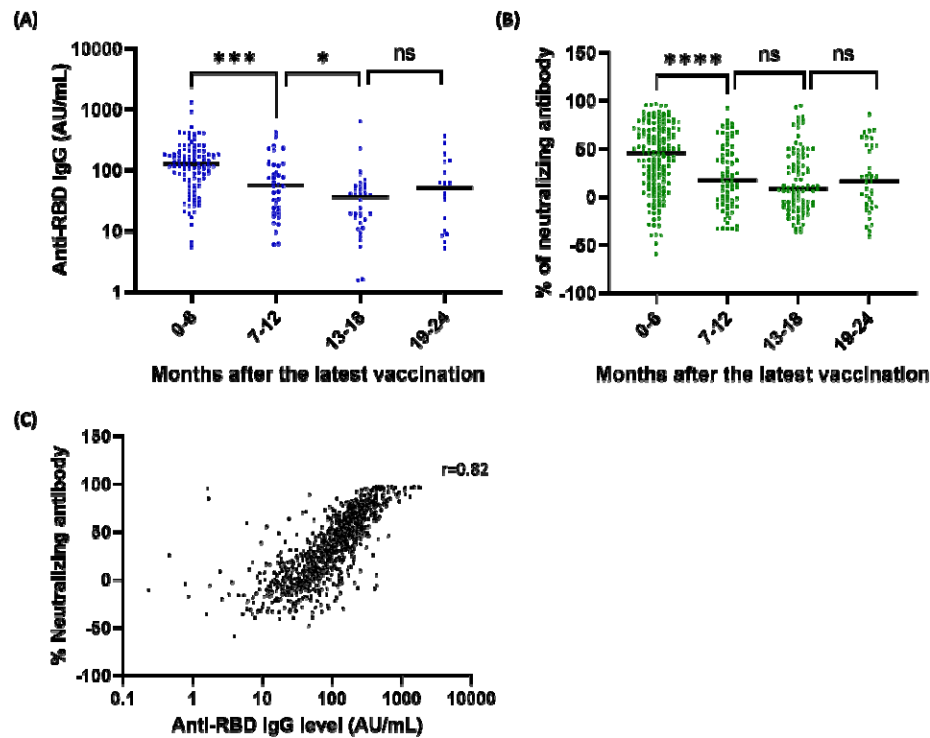 (A)
Anti-RBD IgG (AU/mL)
10000
1000
100
10
1
***
*
ns
0-6
7-12
13-18
19-24
Months after the latest vaccination
(B)
% of neutralizing antibody
150
100
50
0
-50
-100
****
ns
ns
0-6
7-12
13-18
19-24
Months after the latest vaccination
(C)
% Neutralizing antibody
150
100
50
0
-50
-100
r=0.82
0.1
1
10
100
1000
10000
Anti-RBD IgG level (AU/mL)